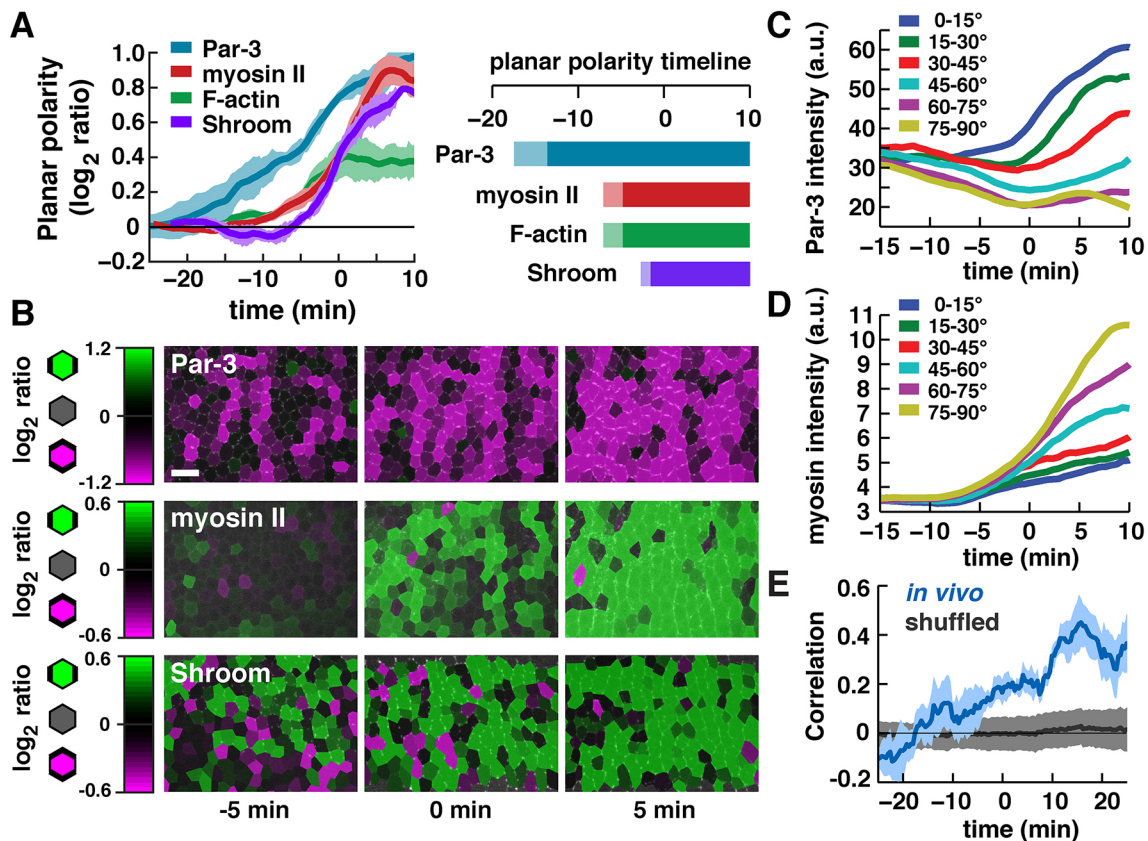 A
Planar polarity
(log2 ratio)
1.0
0.8
0.6
0.4
0.2
0
−0.2
Par-3
myosin II
F-actin
Shroom
−20
−10
0
10
time (min)
planar polarity timeline
−20
−10
0
10
Par-3
myosin II
F-actin
Shroom
B
log2 ratio
1.2
0
-1.2
Par-3
log2 ratio
0.6
0
-0.6
myosin II
log2 ratio
0.6
0
-0.6
Shroom
-5 min
0 min
5 min
C
Par-3 intensity (a.u.)
60
50
40
30
20
0-15°
15-30°
30-45°
45-60°
60-75°
75-90°
−15
−10
−5
0
5
10
time (min)
D
myosin intensity (a.u.)
11
10
9
8
7
6
5
4
3
0-15°
15-30°
30-45°
45-60°
60-75°
75-90°
−15
−10
−5
0
5
10
time (min)
E
Correlation
0.6
0.4
0.2
0
-0.2
in vivo
shuffled
−20
−10
0
10
20
time (min)